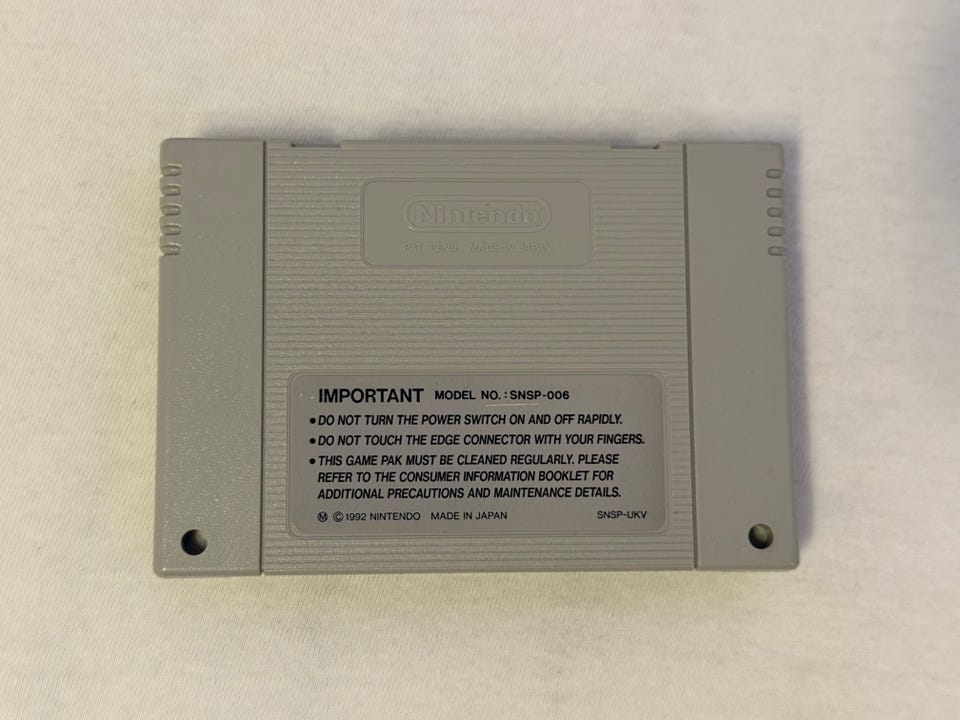 Nintendo
PAT. PEND. MADE IN JAPAN
IMPORTANT MODEL NO.: SNSP-006
• DO NOT TURN THE POWER SWITCH ON AND OFF RAPIDLY.
• DO NOT TOUCH THE EDGE CONNECTOR WITH YOUR FINGERS.
• THIS GAME PAK MUST BE CLEANED REGULARLY. PLEASE
REFER TO THE CONSUMER INFORMATION BOOKLET FOR
ADDITIONAL PRECAUTIONS AND MAINTENANCE DETAILS.
Ⓜ ©1992 NINTENDO MADE IN JAPAN SNSP-UKV